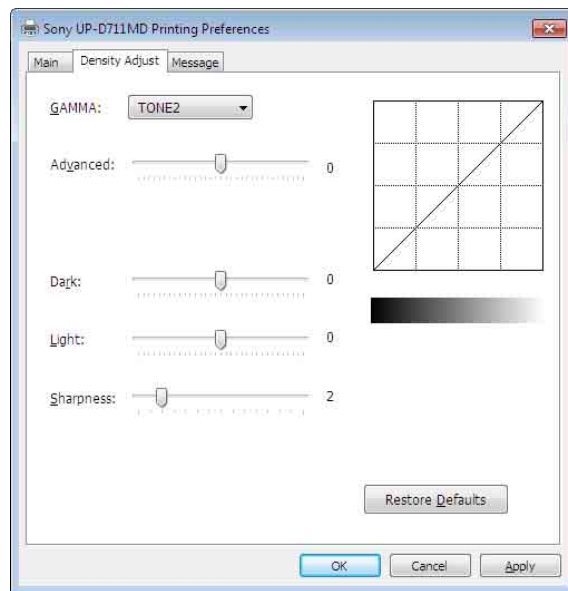 Sony UP-D711MD Printing Preferences
Main Density Adjust Message
GAMMA: TONE2
Advanced: 0
Dark: 0
Light: 0
Sharpness: 2
Restore Defaults
OK Cancel Apply